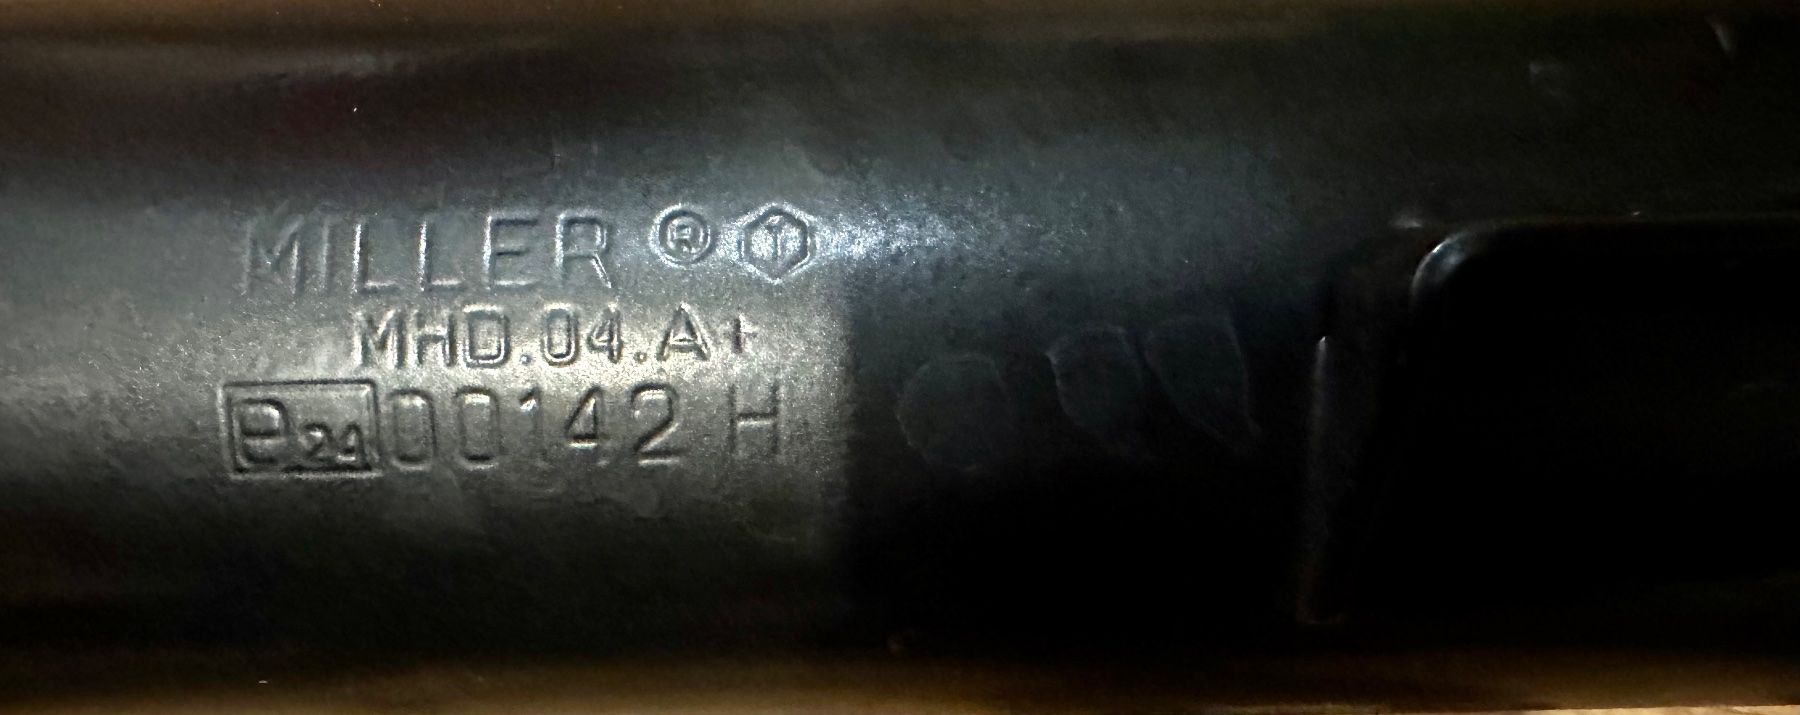 MILLER ® T
MHD.04.A+
e24 00142 H